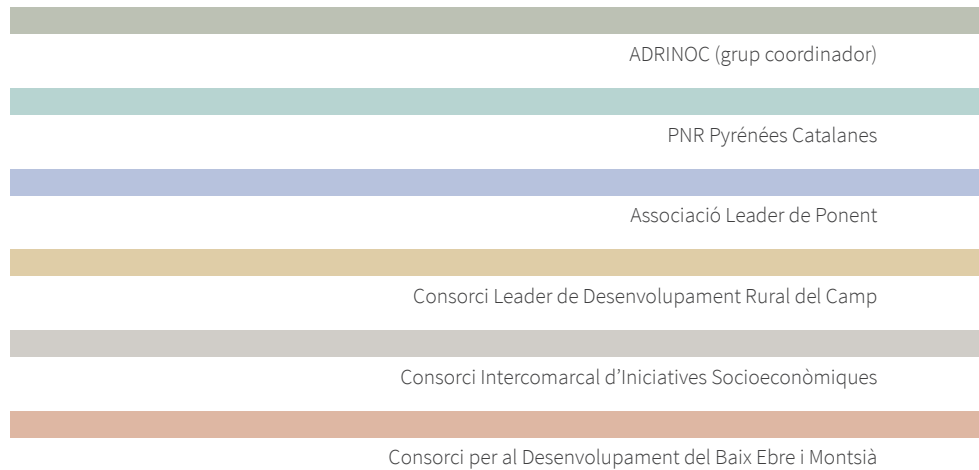 ADRINOC (grup coordinador)
PNR Pyrénées Catalanes
Associació Leader de Ponent
Consorci Leader de Desenvolupament Rural del Camp
Consorci Intercomarcal d’Iniciatives Socioeconòmiques
Consorci per al Desenvolupament del Baix Ebre i Montsià